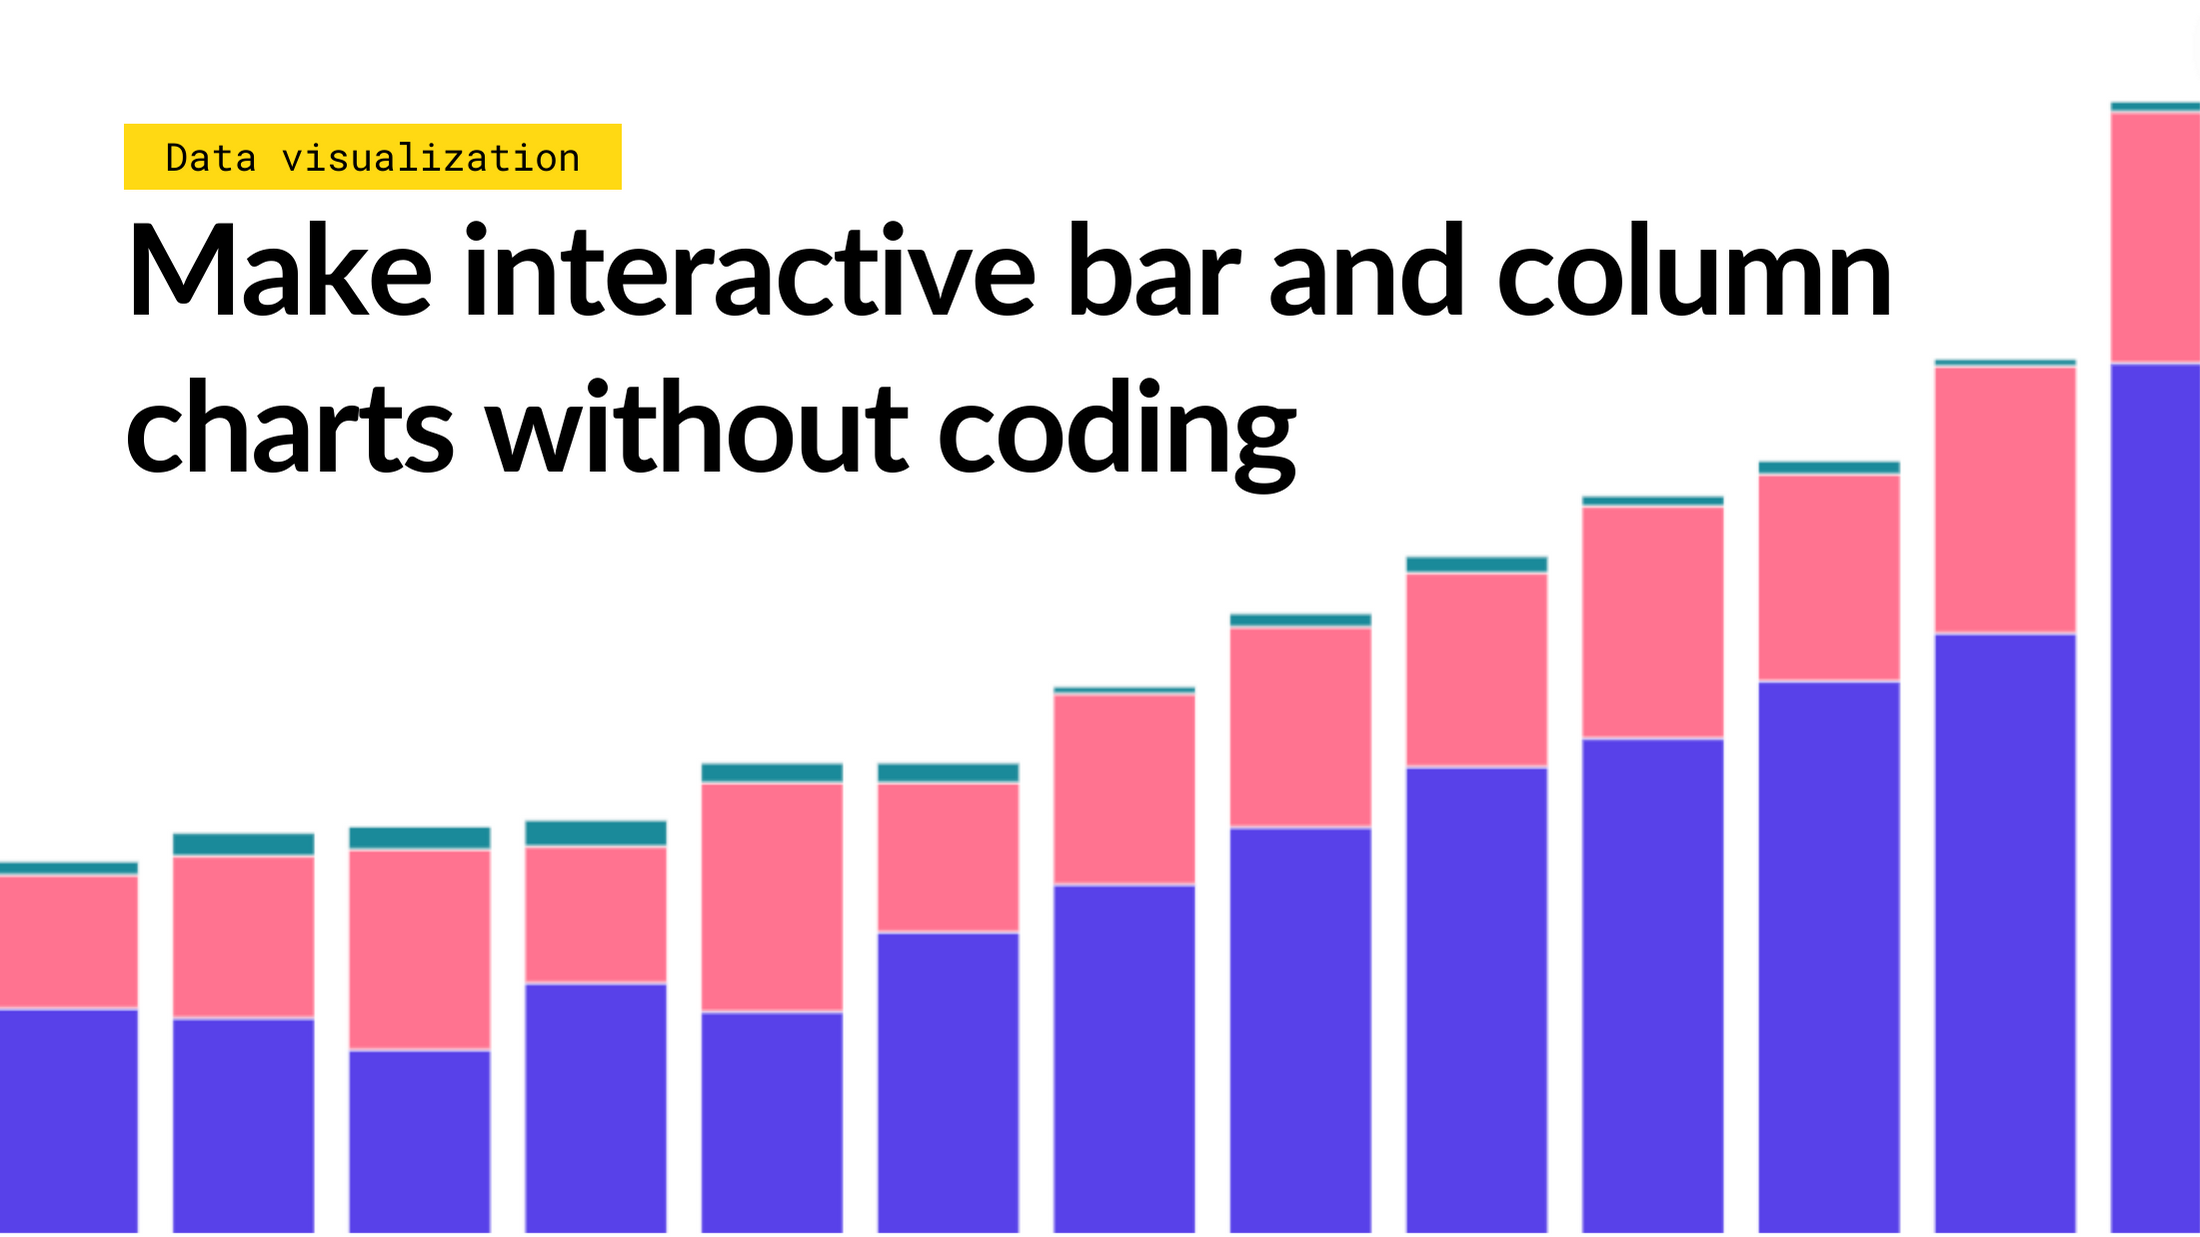 Data visualization
Make interactive bar and column
charts without coding